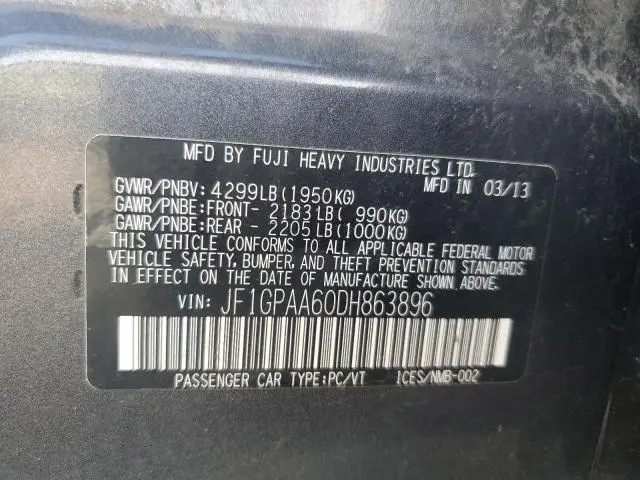 MFD BY FUJI HEAVY INDUSTRIES LTD.
MFD IN 03/13
GVWR/PNBV: 4299LB(1950KG)
GAWR/PNBE:FRONT- 2183LB( 990KG)
GAWR/PNBE:REAR - 2205LB(1000KG)
THIS VEHICLE CONFORMS TO ALL APPLICABLE FEDERAL MOTOR
VEHICLE SAFETY, BUMPER, AND THEFT PREVENTION STANDARDS
IN EFFECT ON THE DATE OF MANUFACTURE SHOWN ABOVE.
VIN: JF1GPAA60DH863896
PASSENGER CAR TYPE:PC/VT ICES/NMB-002